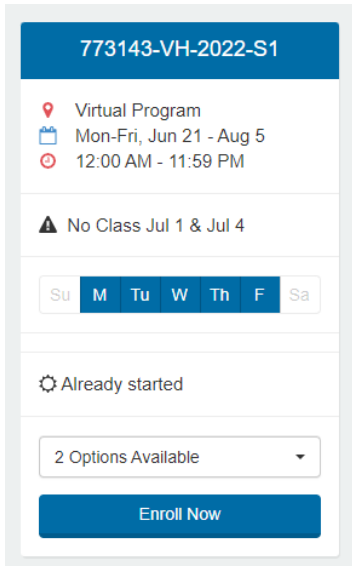 773143-VH-2022-S1
Virtual Program
Mon-Fri, Jun 21 - Aug 5
12:00 AM - 11:59 PM
No Class Jul 1 & Jul 4
Su M Tu W Th F Sa
Already started
2 Options Available
Enroll Now